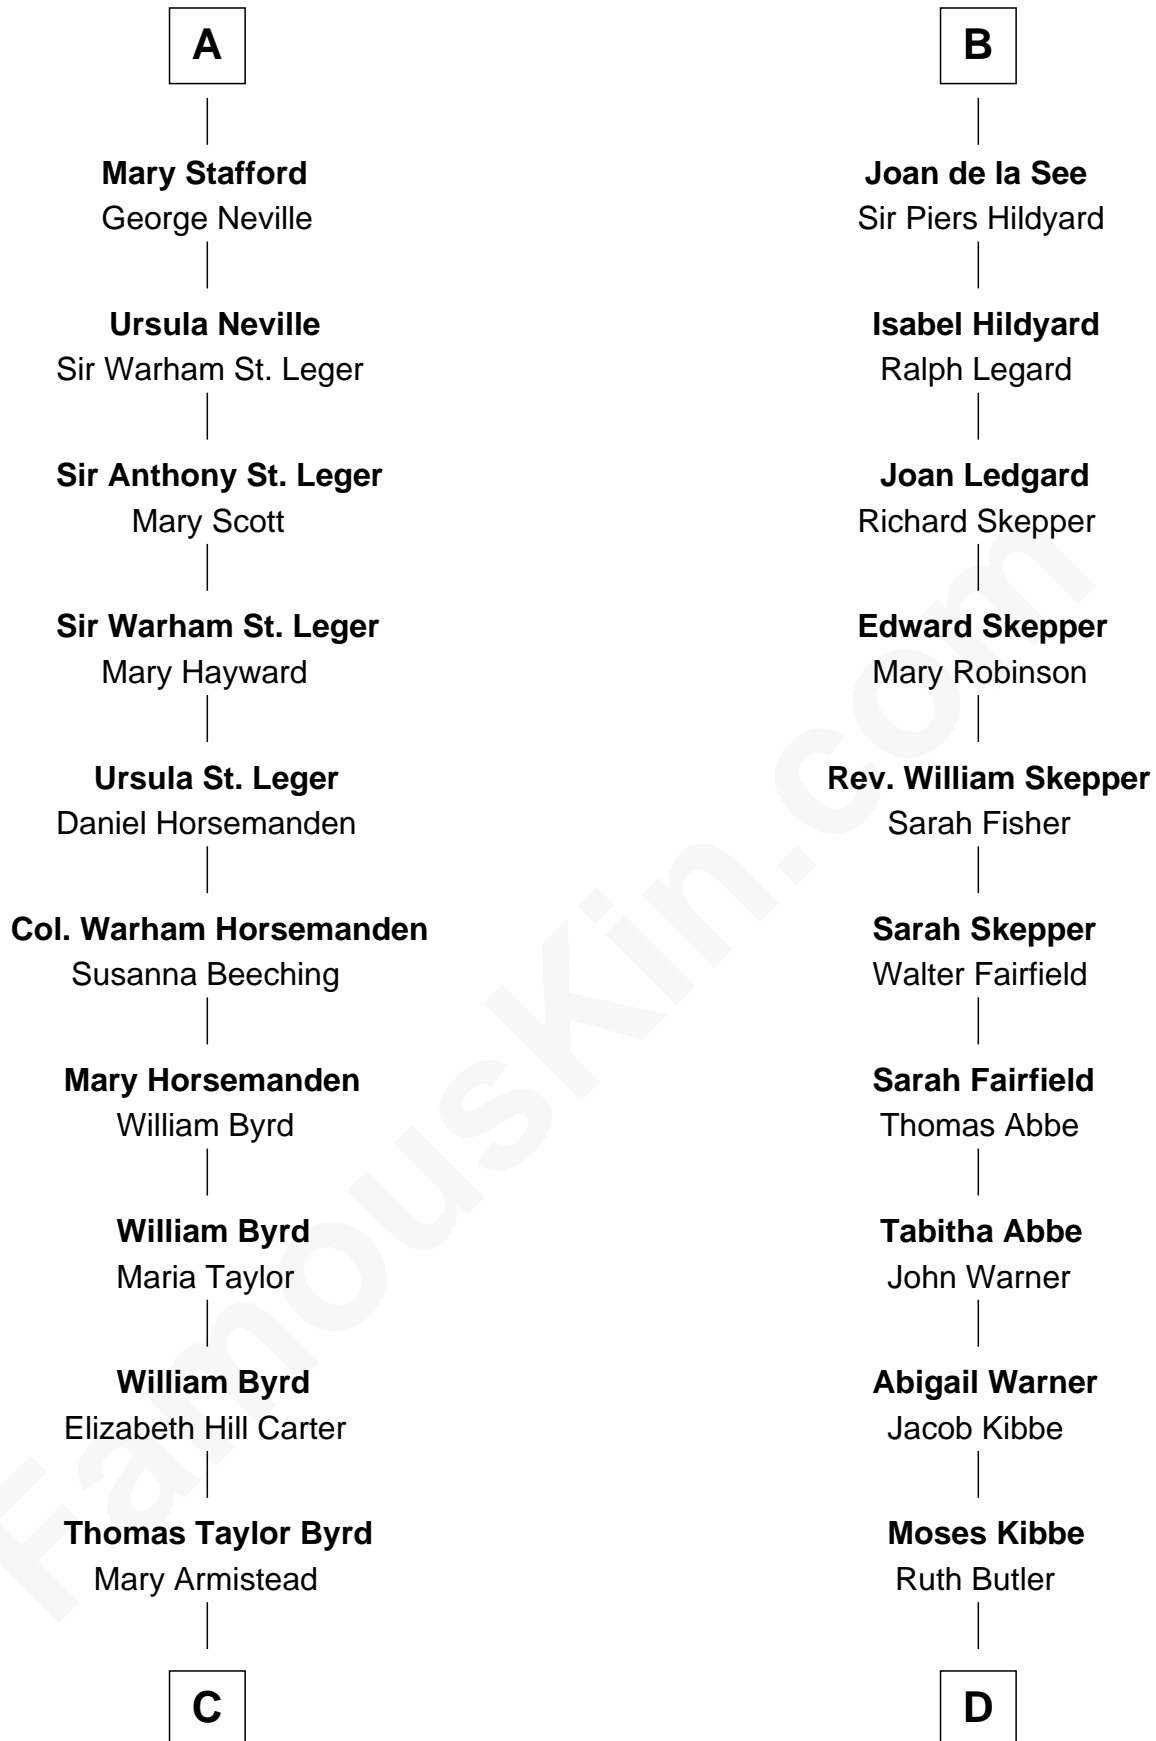 A
Mary Stafford
George Neville
Ursula Neville
Sir Warham St. Leger
Sir Anthony St. Leger
Mary Scott
Sir Warham St. Leger
Mary Hayward
Ursula St. Leger
Daniel Horsemanden
Col. Warham Horsemanden
Susanna Beeching
Mary Horsemanden
William Byrd
William Byrd
Maria Taylor
William Byrd
Elizabeth Hill Carter
Thomas Taylor Byrd
Mary Armistead
C
B
Joan de la See
Sir Piers Hildyard
Isabel Hildyard
Ralph Legard
Joan Ledgard
Richard Skepper
Edward Skepper
Mary Robinson
Rev. William Skepper
Sarah Fisher
Sarah Skepper
Walter Fairfield
Sarah Fairfield
Thomas Abbe
Tabitha Abbe
John Warner
Abigail Warner
Jacob Kibbe
Moses Kibbe
Ruth Butler
D
FamousKin.com